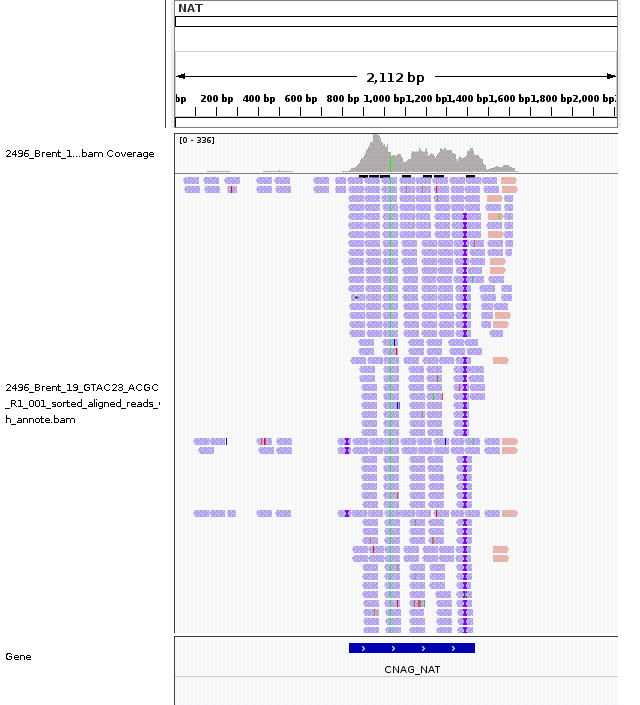 NAT
2,112 bp
bp 200 bp 400 bp 600 bp 800 bp 1,000 bp 1,200 bp 1,400 bp 1,600 bp 1,800 bp 2,000 bp
[0 - 336]
2496_Brent_1...bam Coverage
2496_Brent_19_GTAC23_ACGC
_R1_001_sorted_aligned_reads_
h_annote.bam
Gene
CNAG_NAT